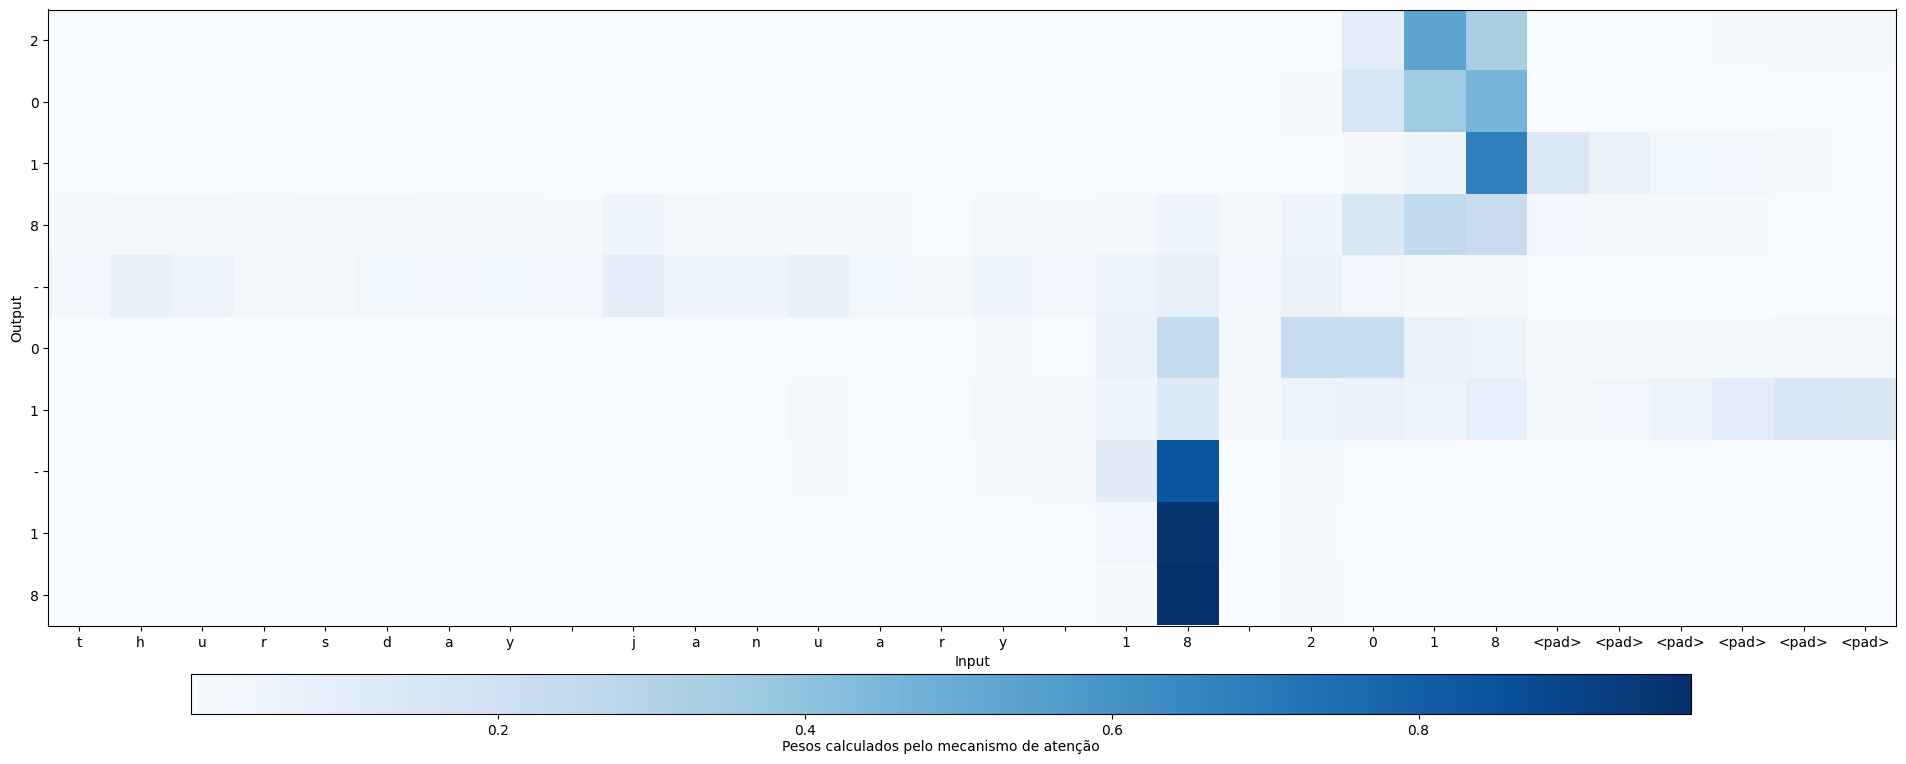 2
0
1
8
-
0
1
-
1
8
Output
t h u r s d a y j a n u a r y 1 8 2 0 1 8 <pad> <pad> <pad> <pad> <pad> <pad>
Input
0.2 0.4 0.6 0.8
Pesos calculados pelo mecanismo de atenção